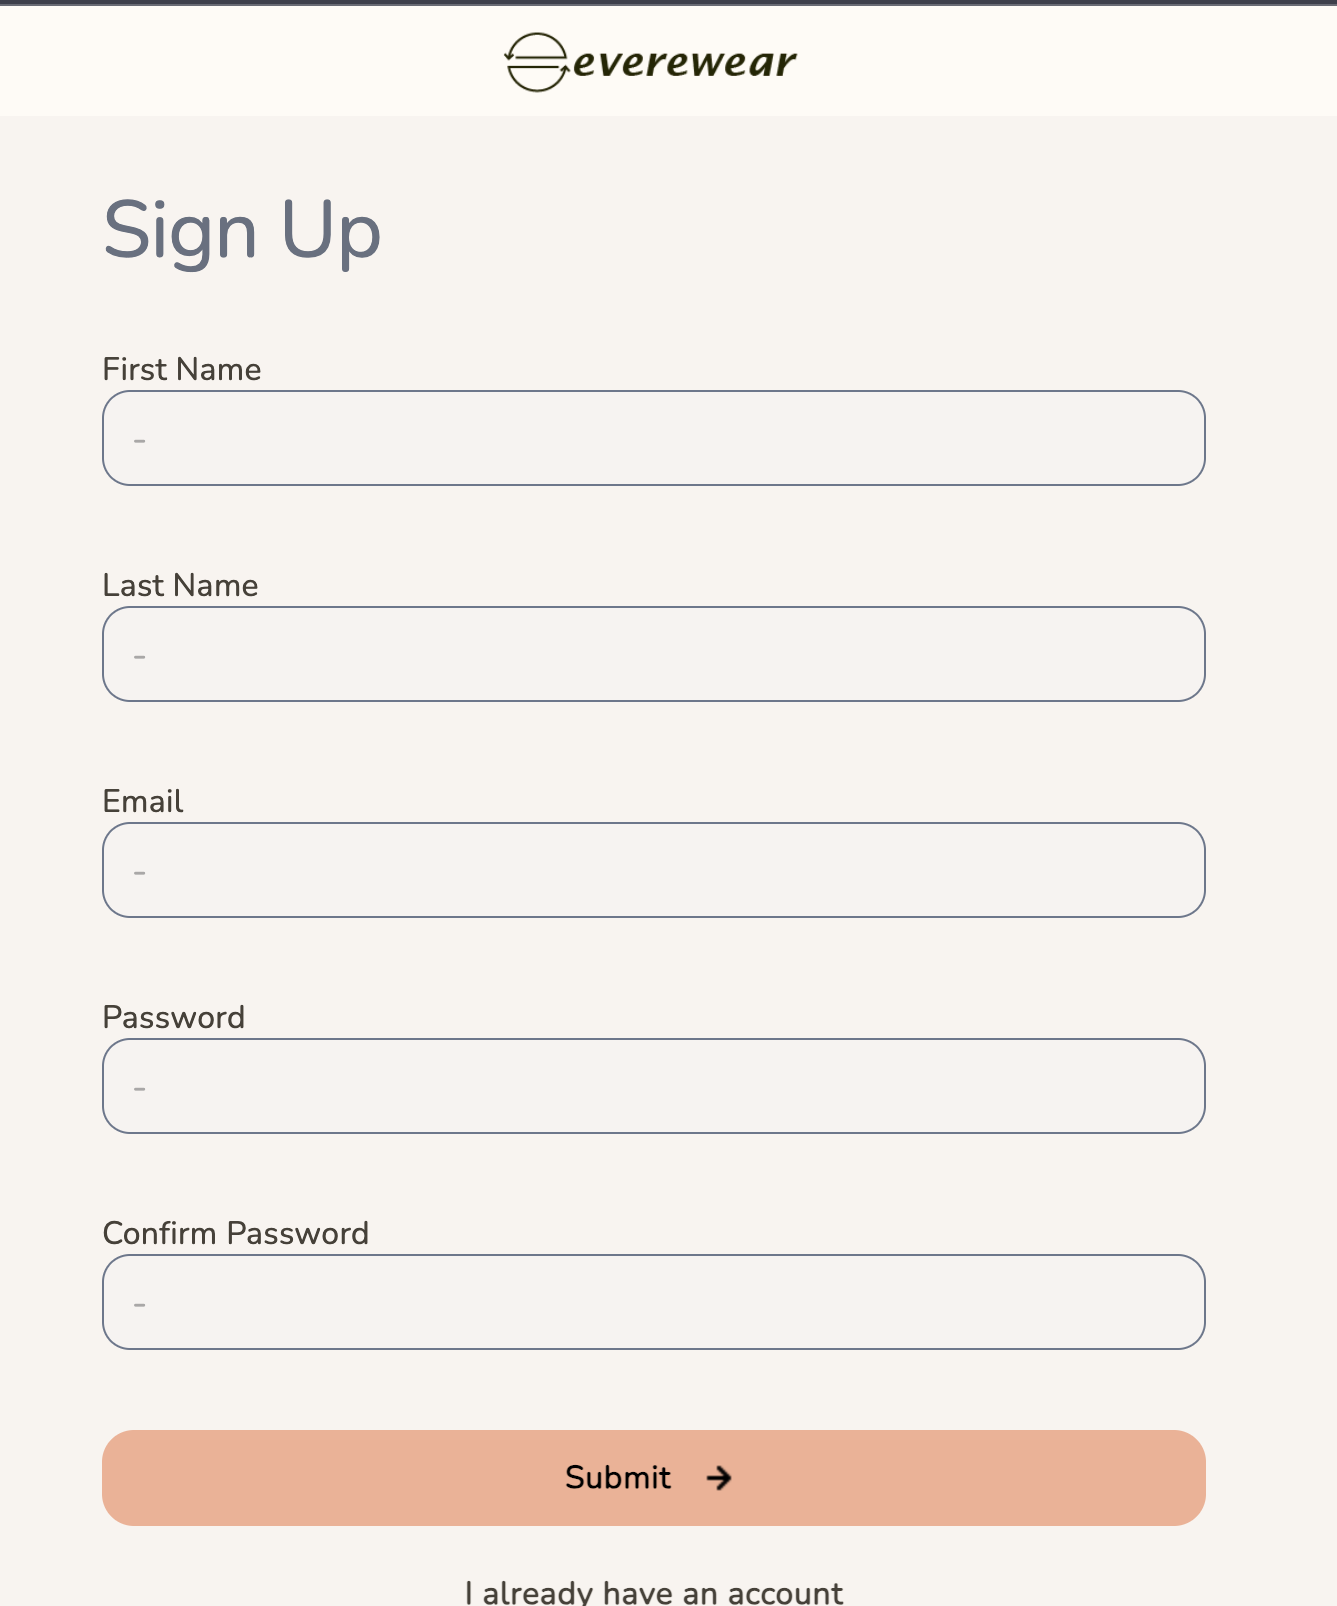 everewear
Sign Up
First Name
-
Last Name
-
Email
-
Password
-
Confirm Password
-
Submit →
I already have an account